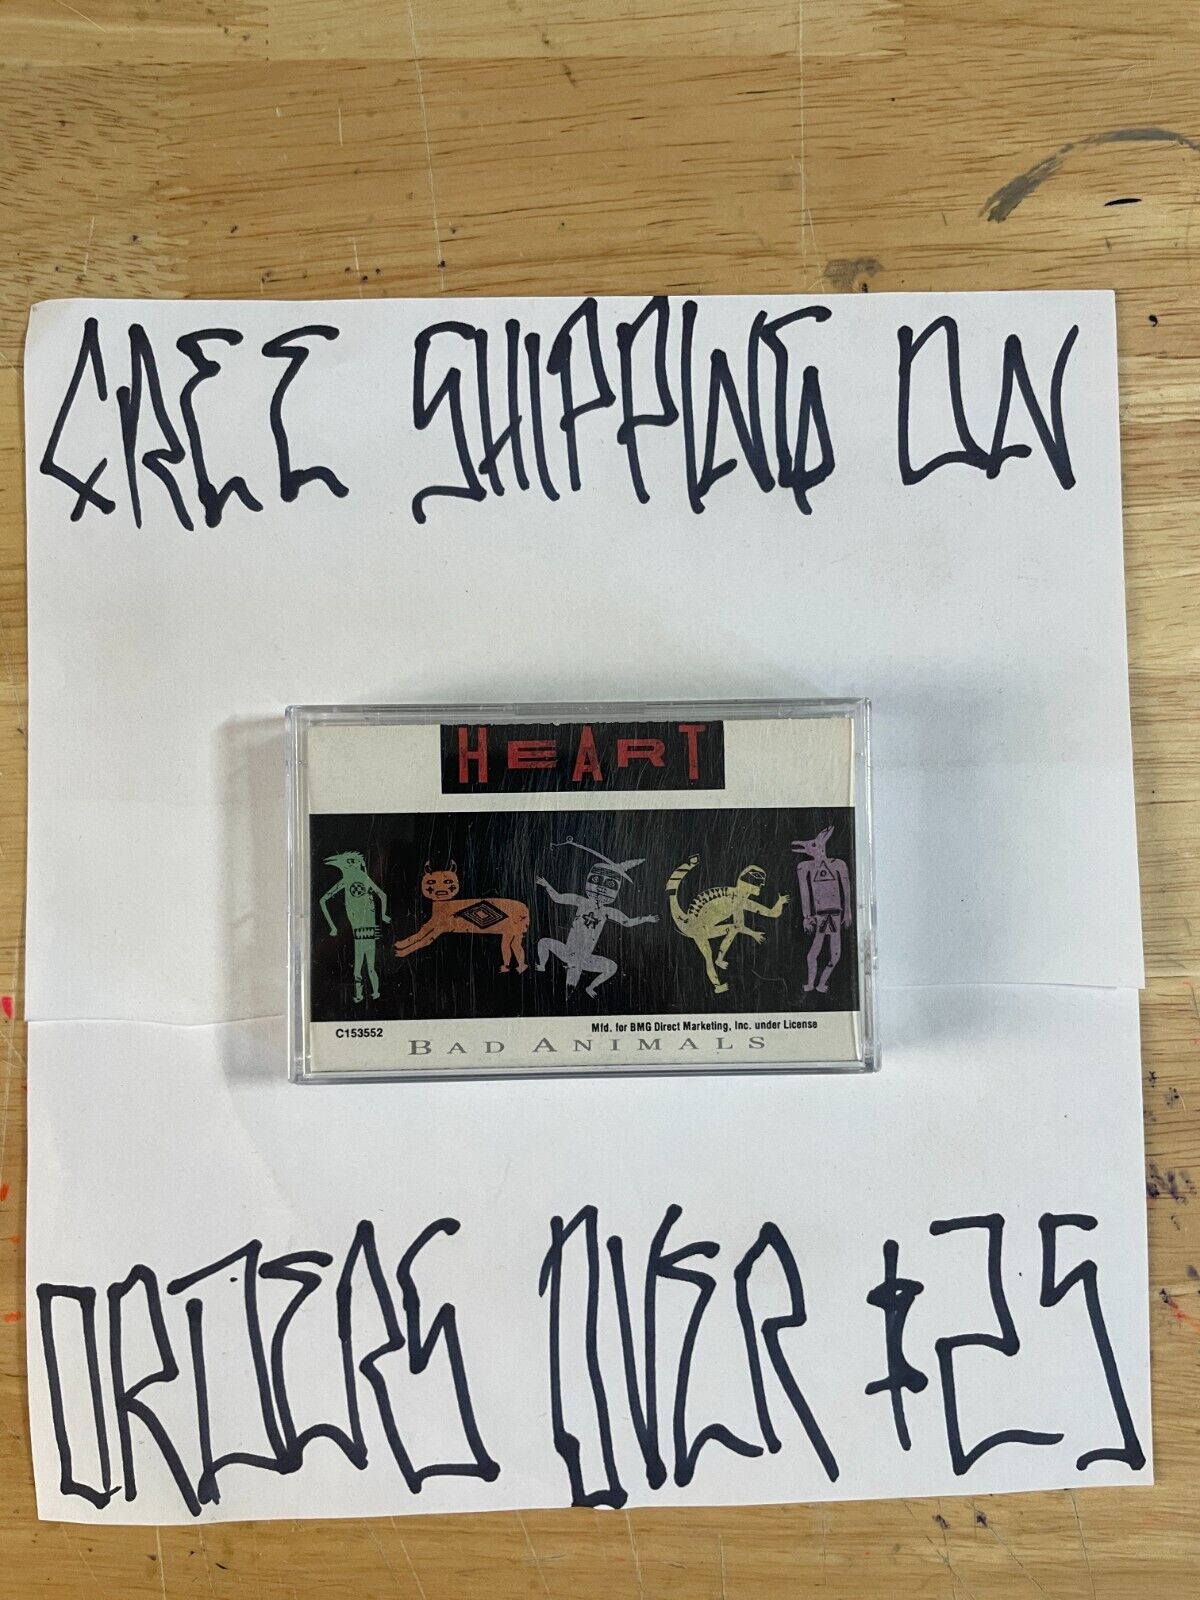 FREE SHIPPING ON
HEART
C153552
Mfd. for BMG Direct Marketing, Inc. under License
BAD ANIMALS
ORDERS OVER $25